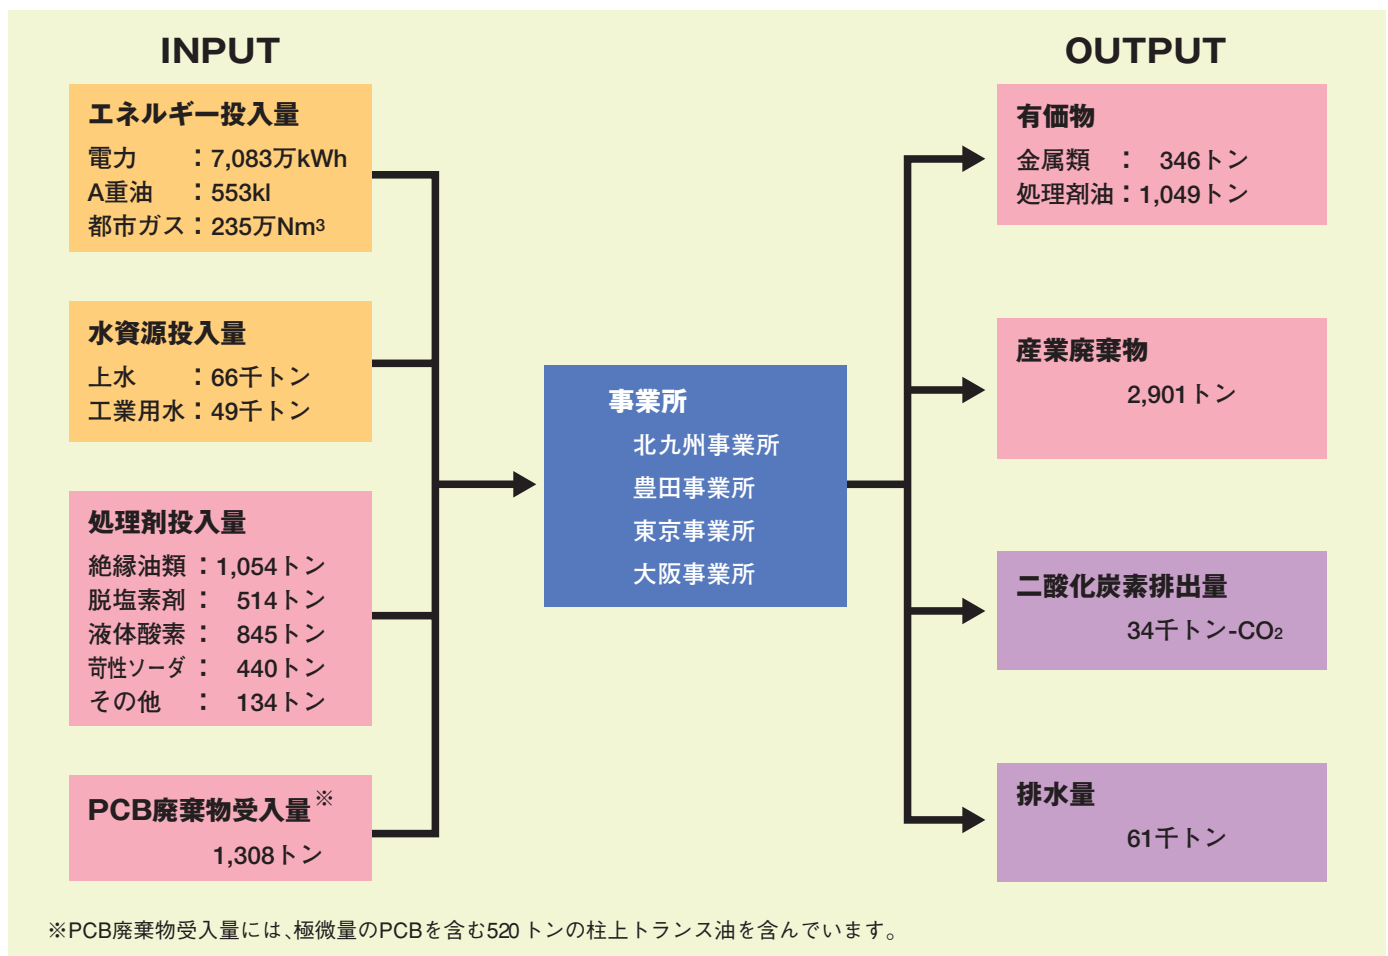 INPUT
エネルギー投入量
電力　　：7,083万kWh
A重油　：553kl
都市ガス：235万Nm³
水資源投入量
上水　　：66千トン
工業用水：49千トン
処理剤投入量
絶縁油類：1,054トン
脱塩素剤：514トン
液体酸素：845トン
苛性ソーダ：440トン
その他　：134トン
PCB廃棄物受入量※
1,308トン
事業所
北九州事業所
豊田事業所
東京事業所
大阪事業所
OUTPUT
有価物
金属類　：346トン
処理剤油：1,049トン
産業廃棄物
2,901トン
二酸化炭素排出量
34千トン-CO₂
排水量
61千トン
※PCB廃棄物受入量には、極微量のPCBを含む520トンの柱上トランス油を含んでいます。